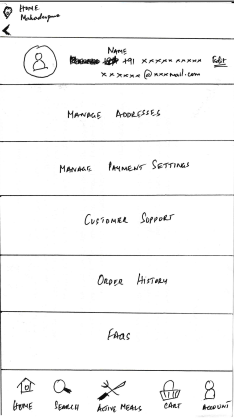 HOME
NAME
+91 xxxxx xxxxx Edit
xxxxxx@xxxmail.com
MANAGE ADDRESSES
MANAGE PAYMENT SETTINGS
CUSTOMER SUPPORT
ORDER HISTORY
FAQs
HOME SEARCH ACTIVE MEALS CART ACCOUNT